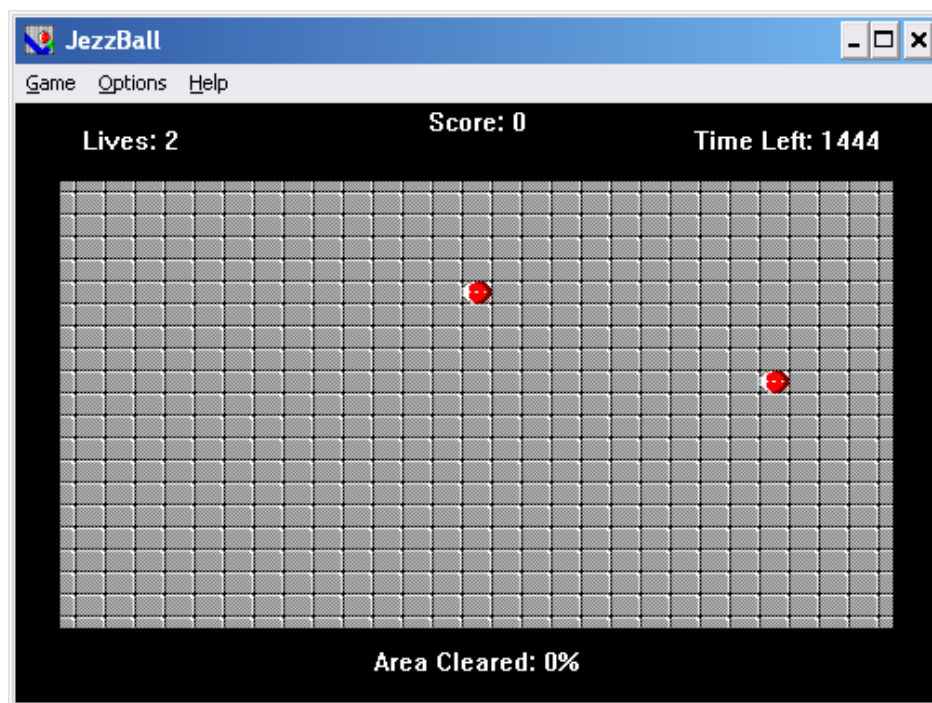 JezzBall
Game Options Help
Score: 0
Lives: 2
Time Left: 1444
Area Cleared: 0%